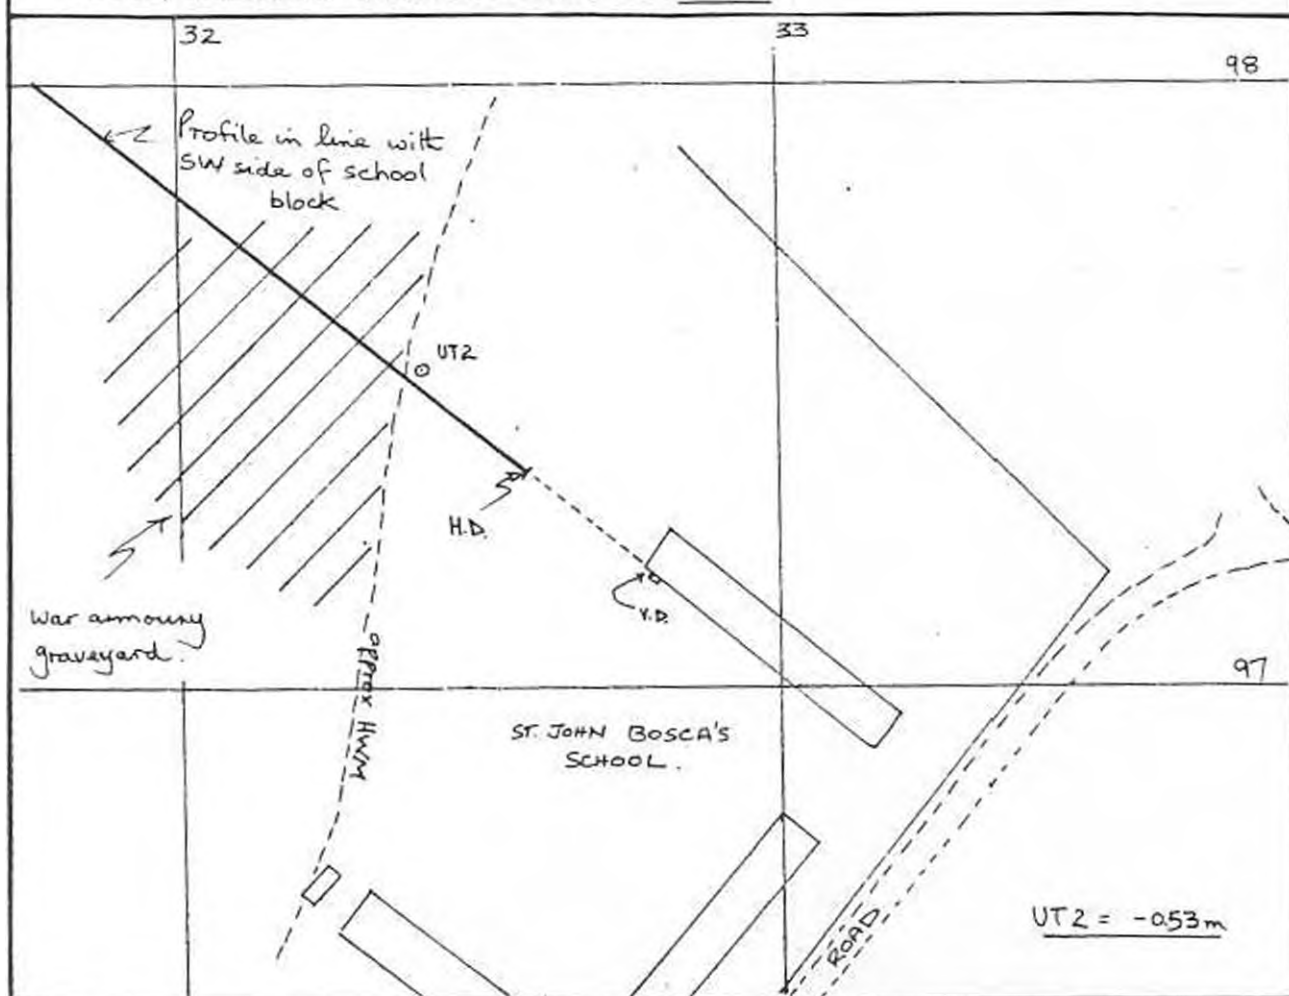 32
33
98
Profile in line with
SW side of school
block
UT2
H.D.
V.D.
War armoury
graveyard.
approx HWM
97
ST. JOHN BOSCA'S
SCHOOL.
ROAD
UT2 = -0.53m